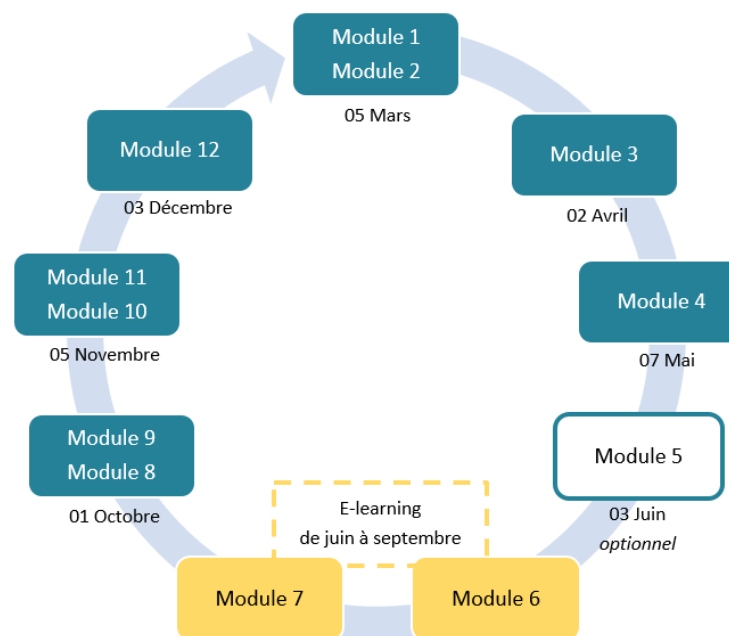 Module 1
Module 2
05 Mars
Module 3
02 Avril
Module 4
07 Mai
Module 5
03 Juin
optionnel
Module 6
E-learning
de juin à septembre
Module 7
Module 9
Module 8
01 Octobre
Module 11
Module 10
05 Novembre
Module 12
03 Décembre